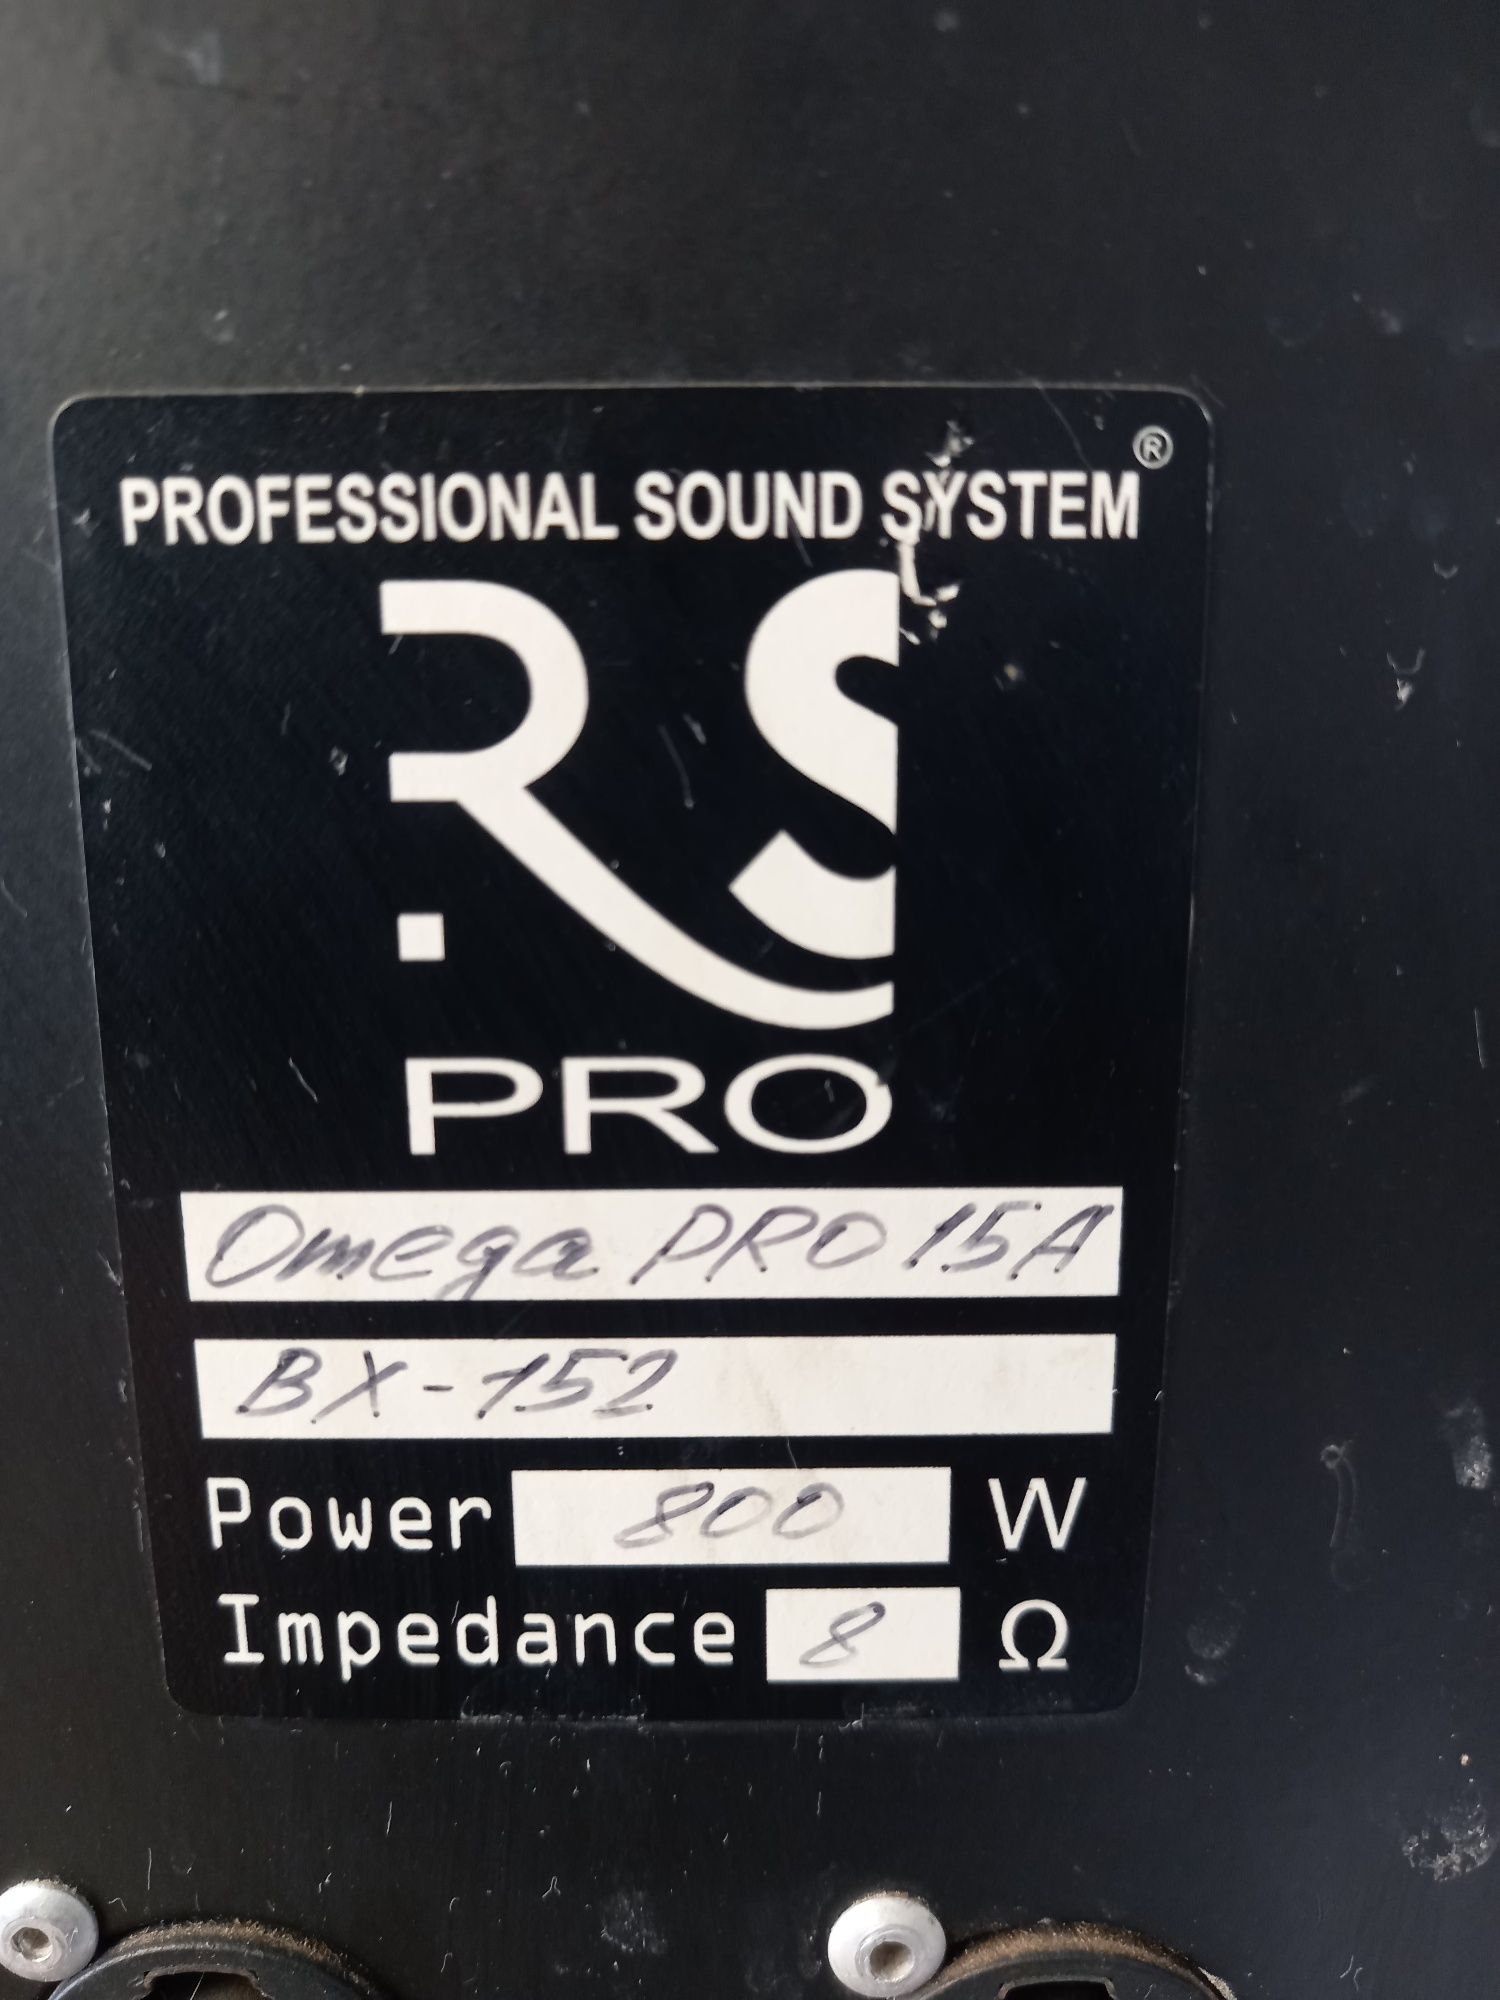 PROFESSIONAL SOUND SYSTEM ®
RS
PRO
Omega PRO 15A
BX-152
Power 800 W
Impedance 8 Ω